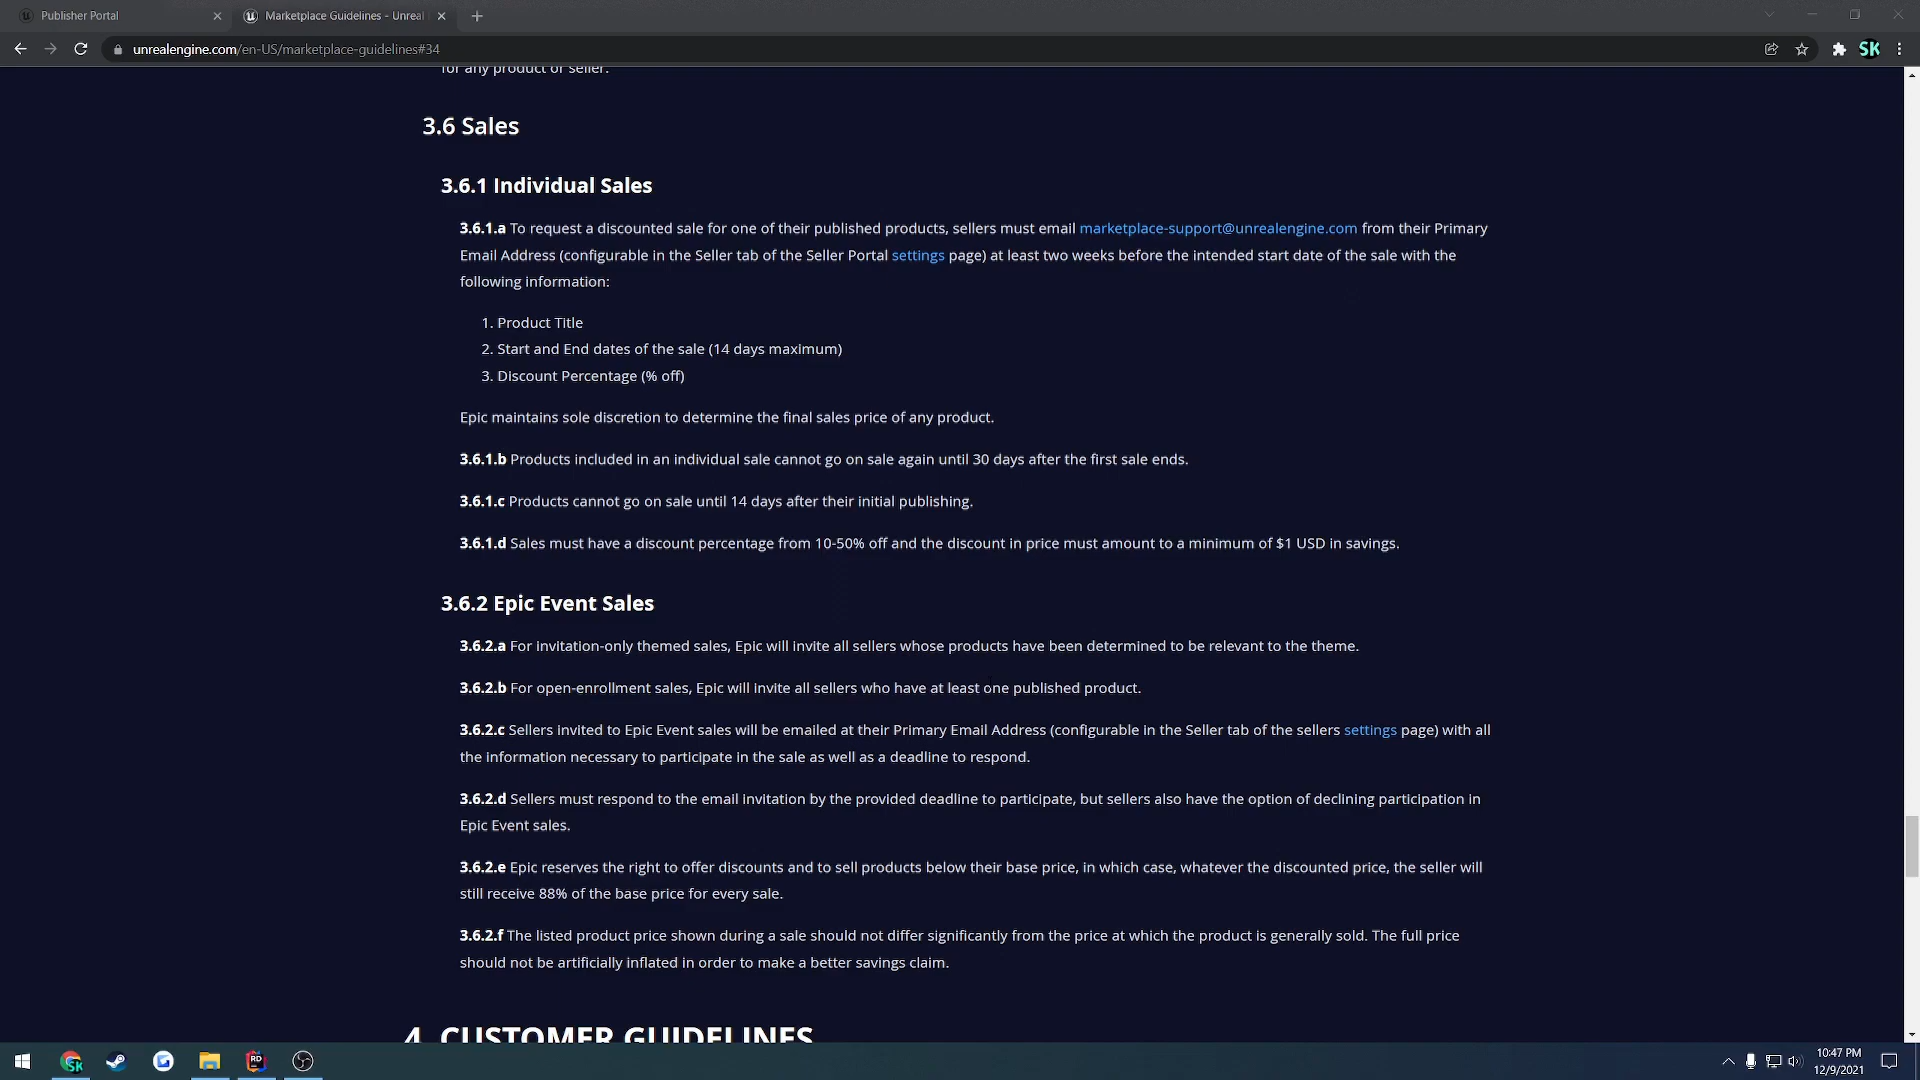 Publisher Portal
Marketplace Guidelines - Unreal
unrealengine.com/en-US/marketplace-guidelines#34
SK
for any product or seller.
3.6 Sales
3.6.1 Individual Sales
3.6.1.a To request a discounted sale for one of their published products, sellers must email marketplace-support@unrealengine.com from their Primary
Email Address (configurable in the Seller tab of the Seller Portal settings page) at least two weeks before the intended start date of the sale with the
following information:
1. Product Title
2. Start and End dates of the sale (14 days maximum)
3. Discount Percentage (% off)
Epic maintains sole discretion to determine the final sales price of any product.
3.6.1.b Products included in an individual sale cannot go on sale again until 30 days after the first sale ends.
3.6.1.c Products cannot go on sale until 14 days after their initial publishing.
3.6.1.d Sales must have a discount percentage from 10-50% off and the discount in price must amount to a minimum of $1 USD in savings.
3.6.2 Epic Event Sales
3.6.2.a For invitation-only themed sales, Epic will invite all sellers whose products have been determined to be relevant to the theme.
3.6.2.b For open-enrollment sales, Epic will invite all sellers who have at least one published product.
3.6.2.c Sellers invited to Epic Event sales will be emailed at their Primary Email Address (configurable in the Seller tab of the sellers settings page) with all
the information necessary to participate in the sale as well as a deadline to respond.
3.6.2.d Sellers must respond to the email invitation by the provided deadline to participate, but sellers also have the option of declining participation in
Epic Event sales.
3.6.2.e Epic reserves the right to offer discounts and to sell products below their base price, in which case, whatever the discounted price, the seller will
still receive 88% of the base price for every sale.
3.6.2.f The listed product price shown during a sale should not differ significantly from the price at which the product is generally sold. The full price
should not be artificially inflated in order to make a better savings claim.
4. CUSTOMER GUIDELINES
SK
RD
10:47 PM
12/9/2021